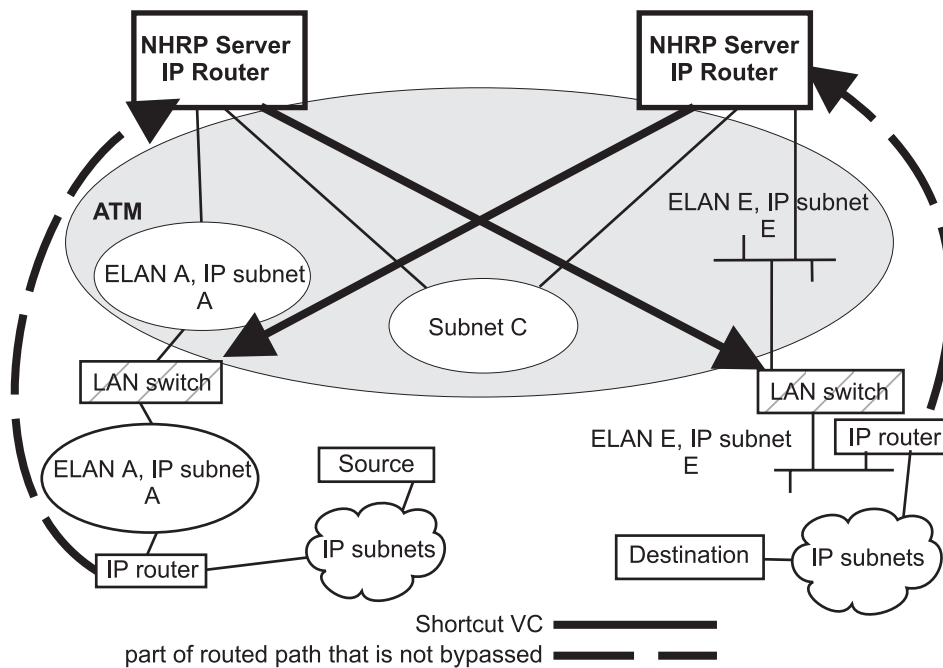 NHRP Server
IP Router
NHRP Server
IP Router
ATM
ELAN E, IP subnet
E
ELAN A, IP subnet
A
Subnet C
LAN switch
LAN switch
ELAN E, IP subnet
E
IP router
ELAN A, IP subnet
A
Source
IP subnets
IP router
Destination
IP subnets
Shortcut VC
part of routed path that is not bypassed